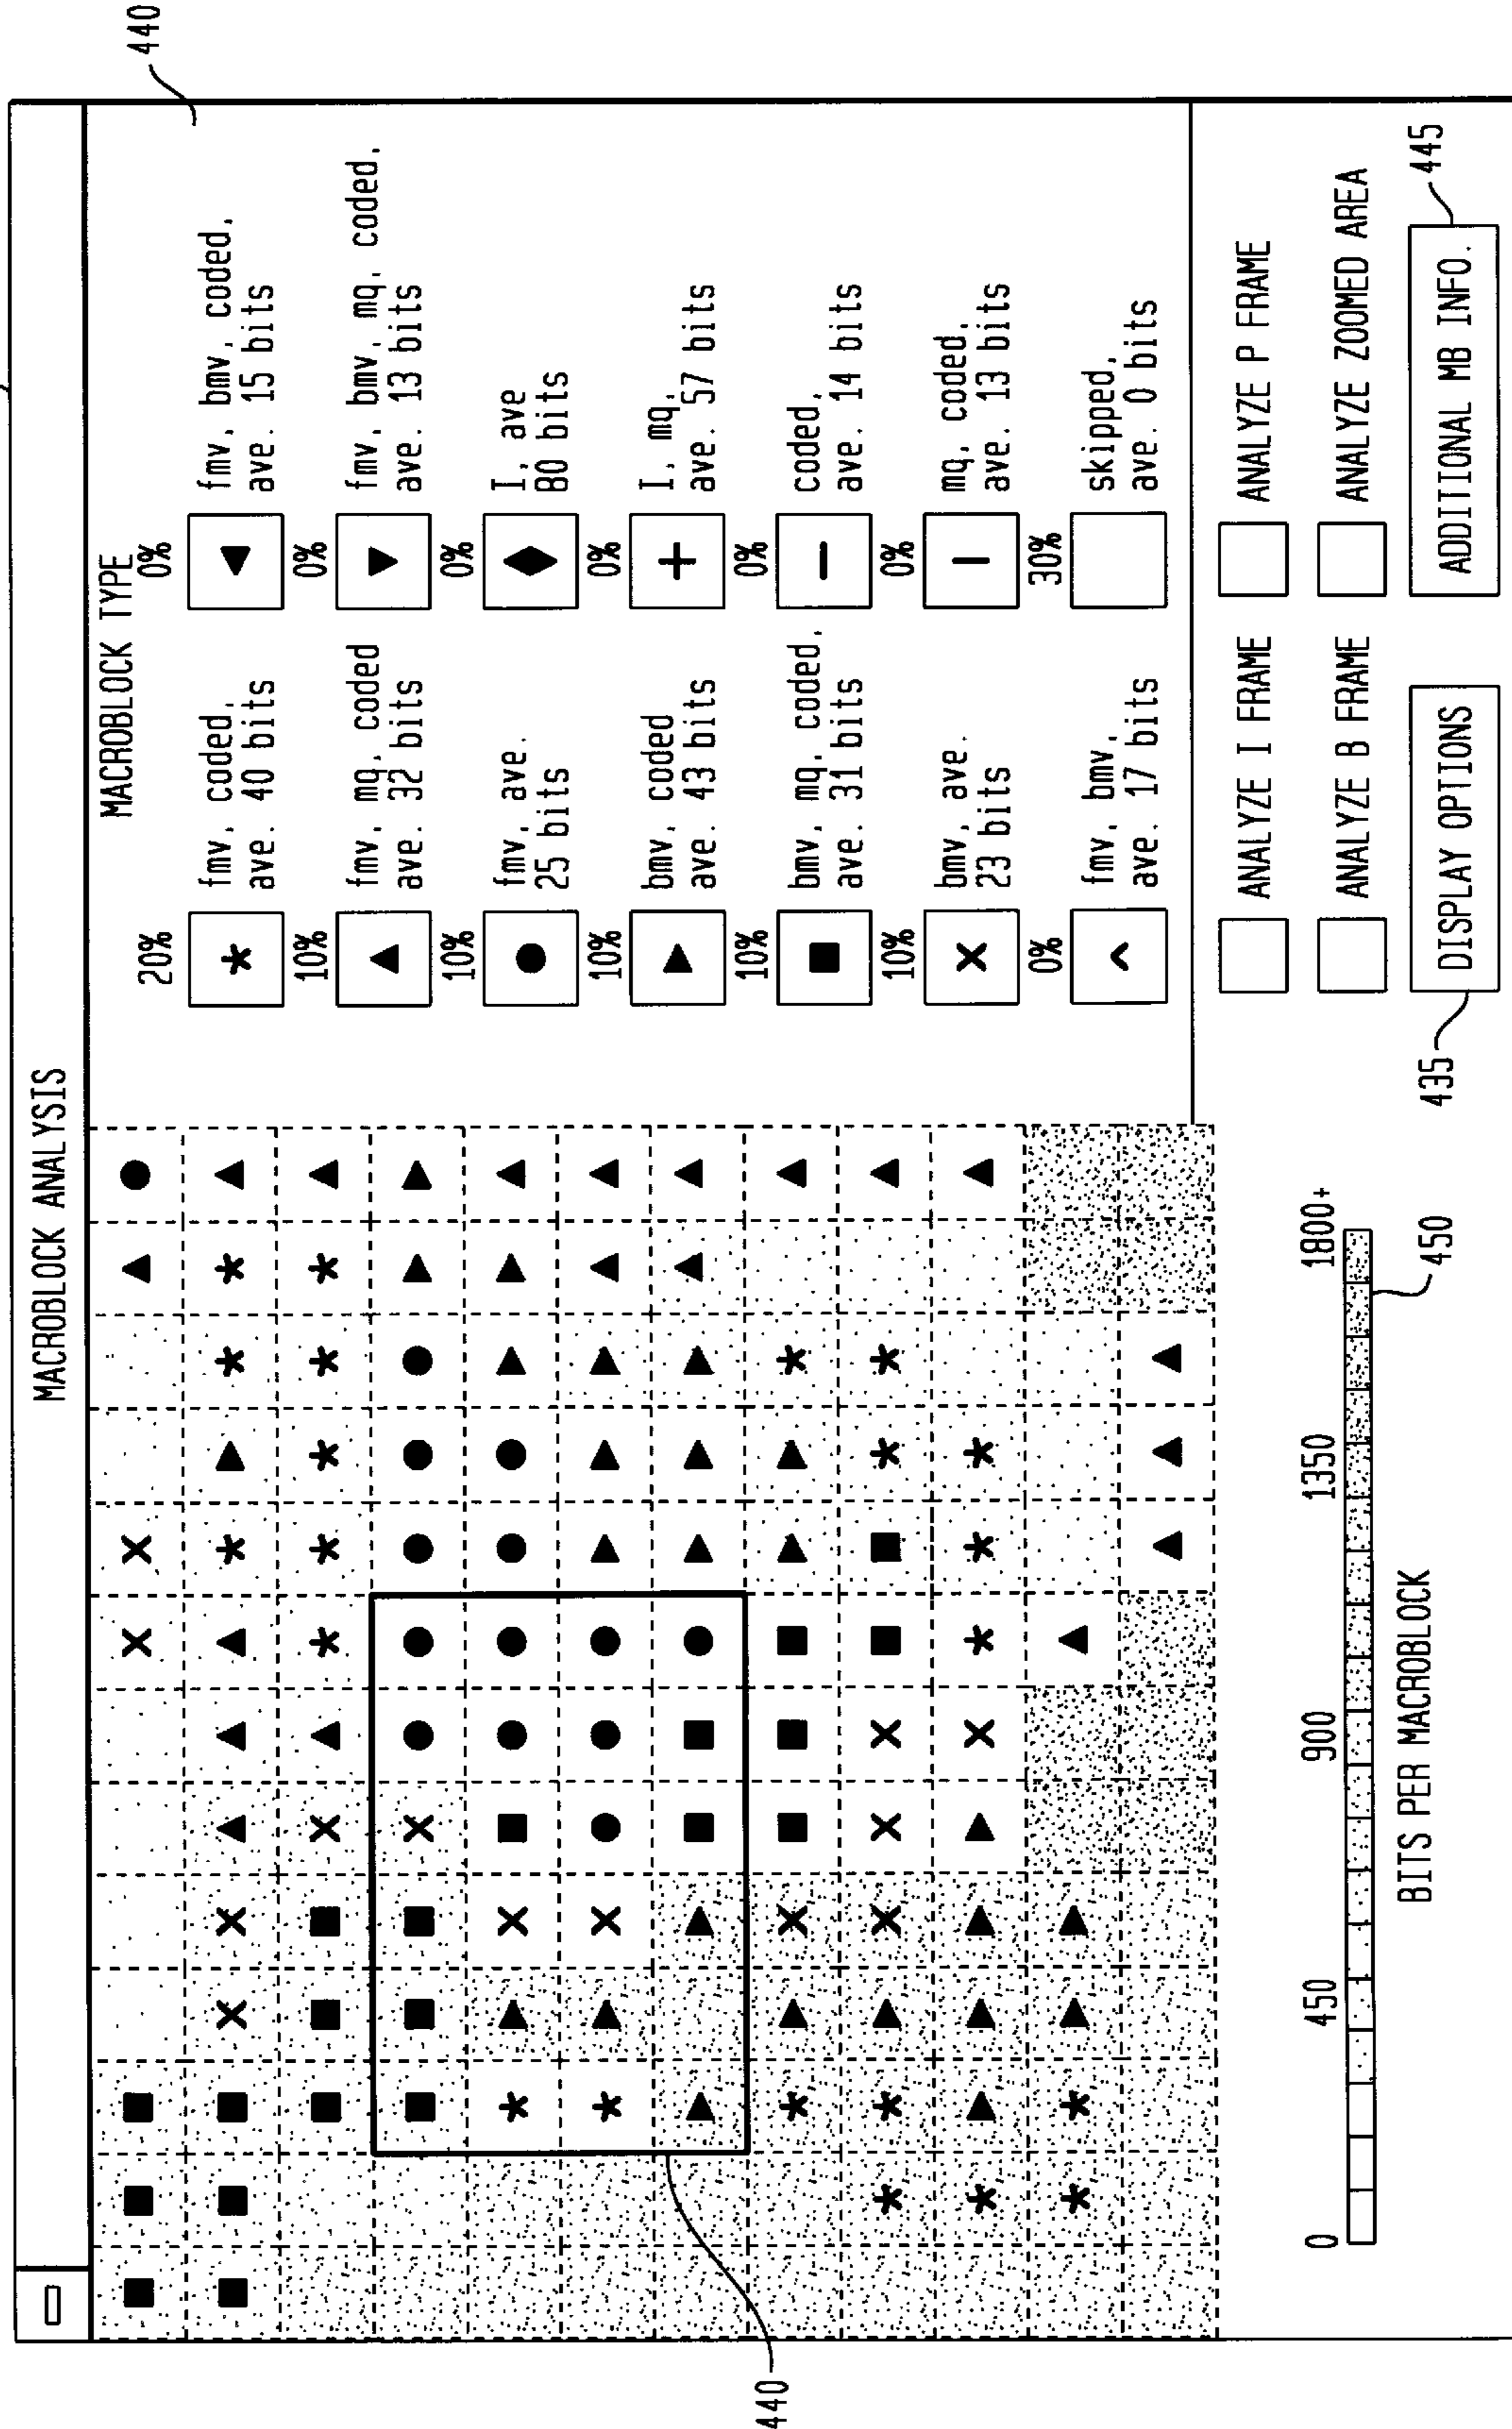 MACROBLOCK ANALYSIS
440
MACROBLOCK TYPE
20%
fmv, coded,
ave. 40 bits
0%
fmv, bmv, coded,
ave. 15 bits
10%
fmv, mq, coded
ave. 32 bits
0%
fmv, bmv, mq, coded,
ave. 13 bits
10%
fmv, ave.
25 bits
0%
I, ave
80 bits
10%
bmv, coded
ave. 43 bits
0%
I, mq,
ave. 57 bits
10%
bmv, mq, coded,
ave. 31 bits
0%
coded,
ave. 14 bits
10%
bmv, ave.
23 bits
0%
mq, coded,
ave. 13 bits
0%
fmv, bmv,
ave. 17 bits
30%
skipped,
ave. 0 bits
440
0 450 900 1350 1800+
450
BITS PER MACROBLOCK
ANALYZE I FRAME
ANALYZE P FRAME
ANALYZE B FRAME
ANALYZE ZOOMED AREA
435
DISPLAY OPTIONS
ADDITIONAL MB INFO.
445